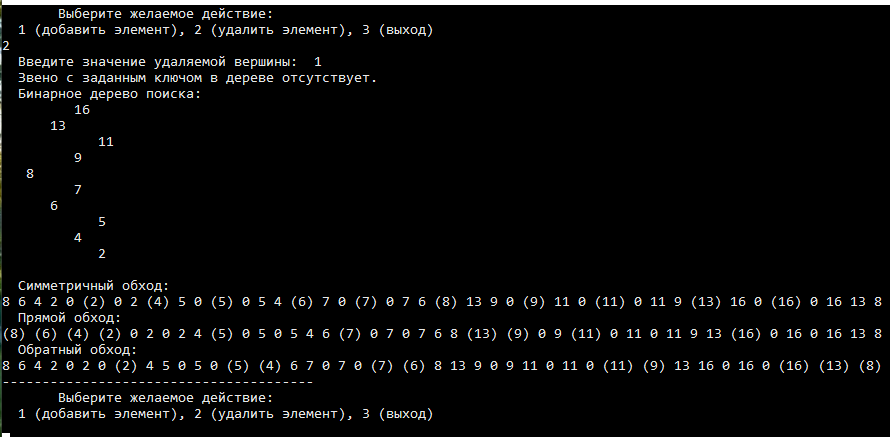 Выберите желаемое действие:
1 (добавить элемент), 2 (удалить элемент), 3 (выход)
2
Введите значение удаляемой вершины:  1
Звено с заданным ключом в дереве отсутствует.
Бинарное дерево поиска:
16
13
11
9
8
7
6
5
4
2
Симметричный обход:
8 6 4 2 0 (2) 0 2 (4) 5 0 (5) 0 5 4 (6) 7 0 (7) 0 7 6 (8) 13 9 0 (9) 11 0 (11) 0 11 9 (13) 16 0 (16) 0 16 13 8
Прямой обход:
(8) (6) (4) (2) 0 2 0 2 4 (5) 0 5 0 5 4 6 (7) 0 7 0 7 6 8 (13) (9) 0 9 (11) 0 11 0 11 9 13 (16) 0 16 0 16 13 8
Обратный обход:
8 6 4 2 0 2 0 (2) 4 5 0 5 0 (5) (4) 6 7 0 7 0 (7) (6) 8 13 9 0 9 11 0 11 0 (11) (9) 13 16 0 16 0 (16) (13) (8)
---------------------------------------
Выберите желаемое действие:
1 (добавить элемент), 2 (удалить элемент), 3 (выход)